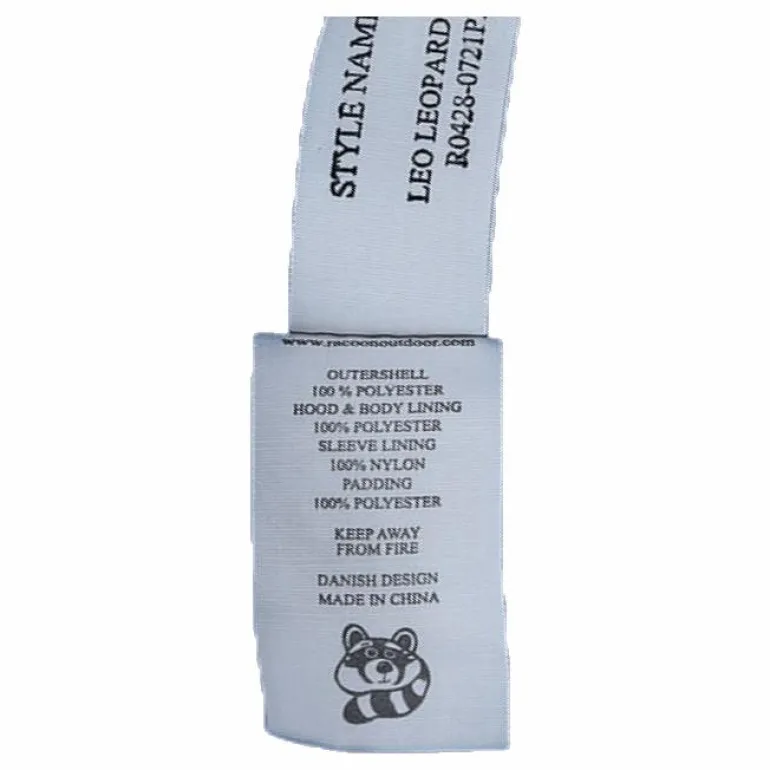 STYLE NAME
LEO LEOPARD
R0428-0721P
www.racoonoutdoor.com
OUTERSHELL
100 % POLYESTER
HOOD & BODY LINING
100% POLYESTER
SLEEVE LINING
100% NYLON
PADDING
100% POLYESTER
KEEP AWAY
FROM FIRE
DANISH DESIGN
MADE IN CHINA